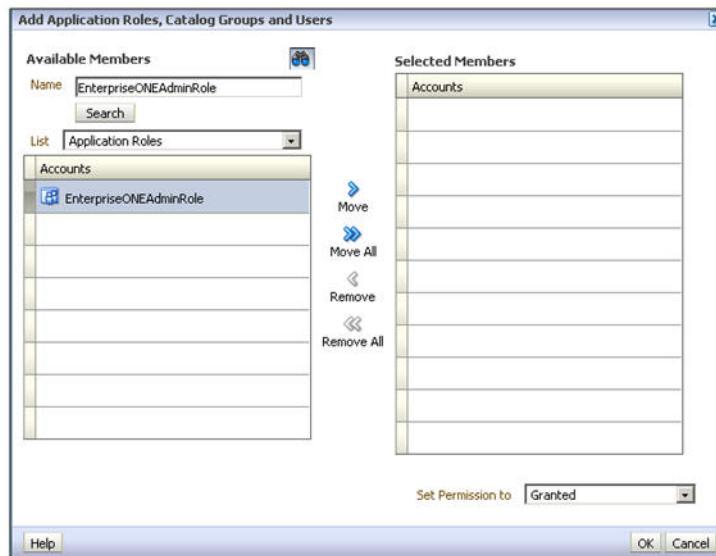 Add Application Roles, Catalog Groups and Users
Available Members
Name EnterpriseONEAdminRole
Search
List Application Roles
Accounts
EnterpriseONEAdminRole
Move
Move All
Remove
Remove All
Selected Members
Accounts
Set Permission to Granted
Help
OK Cancel